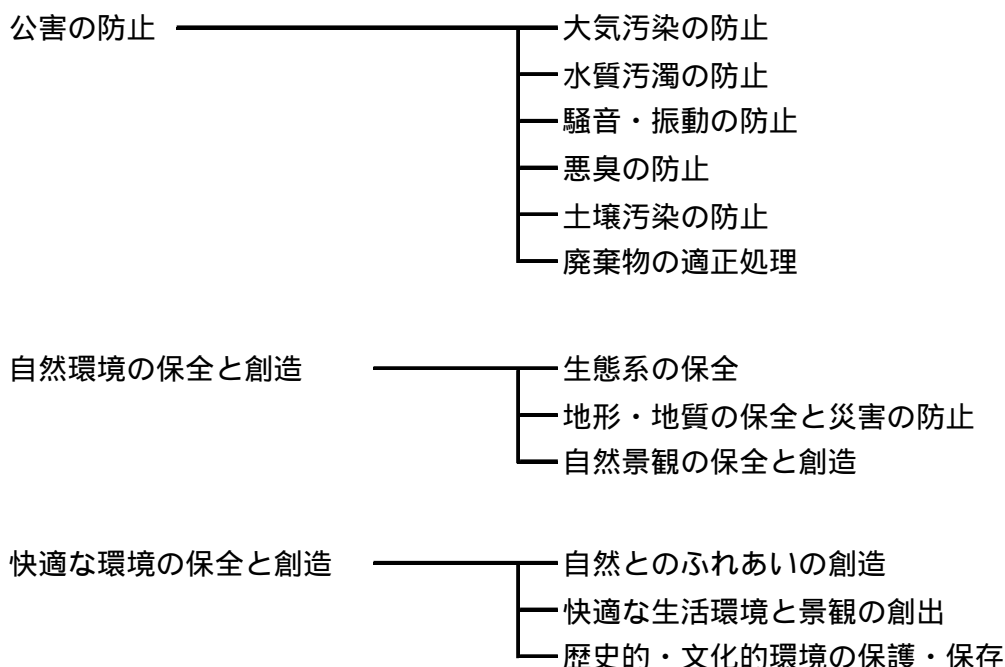 公害の防止 大気汚染の防止
水質汚濁の防止
騒音・振動の防止
悪臭の防止
土壌汚染の防止
廃棄物の適正処理
自然環境の保全と創造 生態系の保全
地形・地質の保全と災害の防止
自然景観の保全と創造
快適な環境の保全と創造 自然とのふれあいの創造
快適な生活環境と景観の創出
歴史的・文化的環境の保護・保存